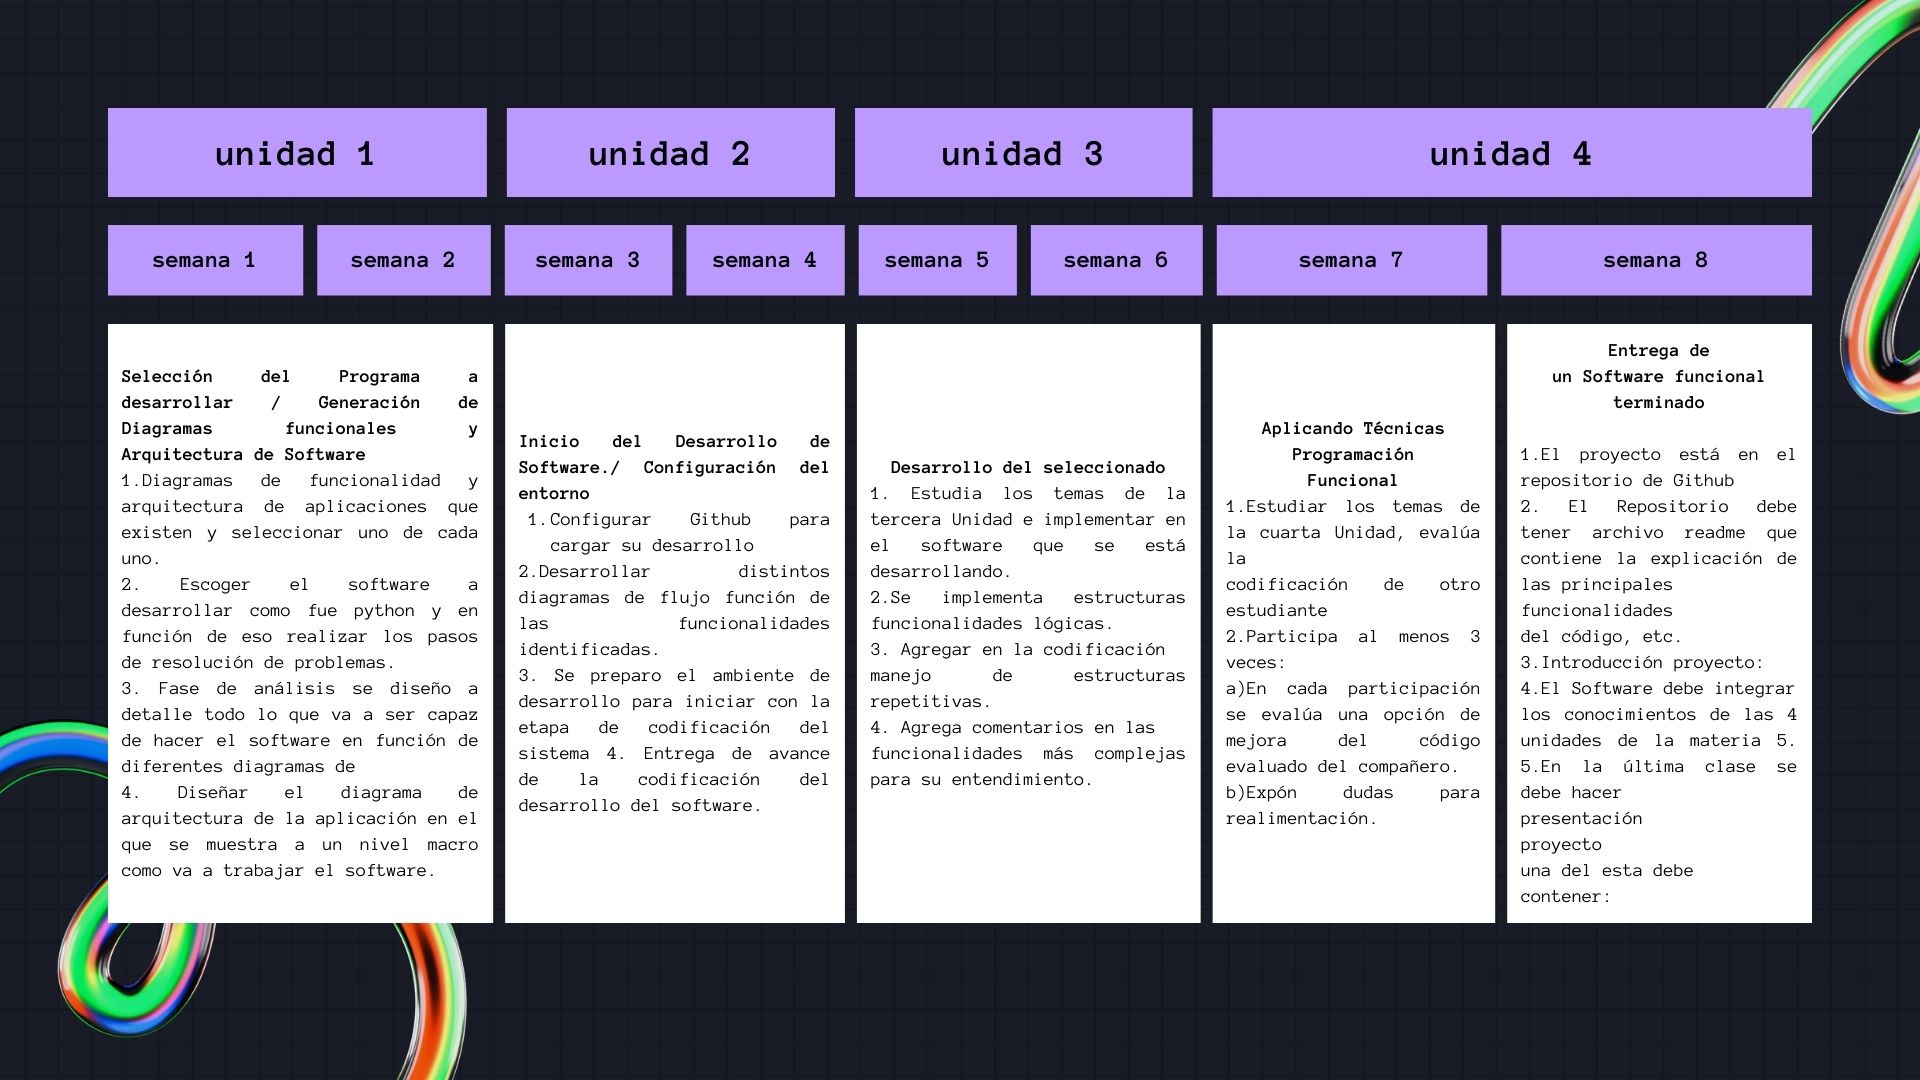 unidad 1
unidad 2
unidad 3
unidad 4
semana 1
semana 2
semana 3
semana 4
semana 5
semana 6
semana 7
semana 8
Selección del Programa a
desarrollar / Generación de
Diagramas funcionales y
Arquitectura de Software
1.Diagramas de funcionalidad y
arquitectura de aplicaciones que
existen y seleccionar uno de cada
uno.
2. Escoger el software a
desarrollar como fue python y en
función de eso realizar los pasos
de resolución de problemas.
3. Fase de análisis se diseño a
detalle todo lo que va a ser capaz
de hacer el software en función de
diferentes diagramas de
4. Diseñar el diagrama de
arquitectura de la aplicación en el
que se muestra a un nivel macro
como va a trabajar el software.
Inicio del Desarrollo de
Software./ Configuración del
entorno
1.Configurar Github para
cargar su desarrollo
2.Desarrollar distintos
diagramas de flujo función de
las funcionalidades
identificadas.
3. Se preparo el ambiente de
desarrollo para iniciar con la
etapa de codificación del
sistema 4. Entrega de avance
de la codificación del
desarrollo del software.
Desarrollo del seleccionado
1. Estudia los temas de la
tercera Unidad e implementar en
el software que se está
desarrollando.
2.Se implementa estructuras
funcionalidades lógicas.
3. Agregar en la codificación
manejo de estructuras
repetitivas.
4. Agrega comentarios en las
funcionalidades más complejas
para su entendimiento.
Aplicando Técnicas
Programación
Funcional
1.Estudiar los temas de
la cuarta Unidad, evalúa
la
codificación de otro
estudiante
2.Participa al menos 3
veces:
a)En cada participación
se evalúa una opción de
mejora del código
evaluado del compañero.
b)Expón dudas para
realimentación.
Entrega de
un Software funcional
terminado
1.El proyecto está en el
repositorio de Github
2. El Repositorio debe
tener archivo readme que
contiene la explicación de
las principales
funcionalidades
del código, etc.
3.Introducción proyecto:
4.El Software debe integrar
los conocimientos de las 4
unidades de la materia 5.
5.En la última clase se
debe hacer
presentación
proyecto
una del esta debe
contener: